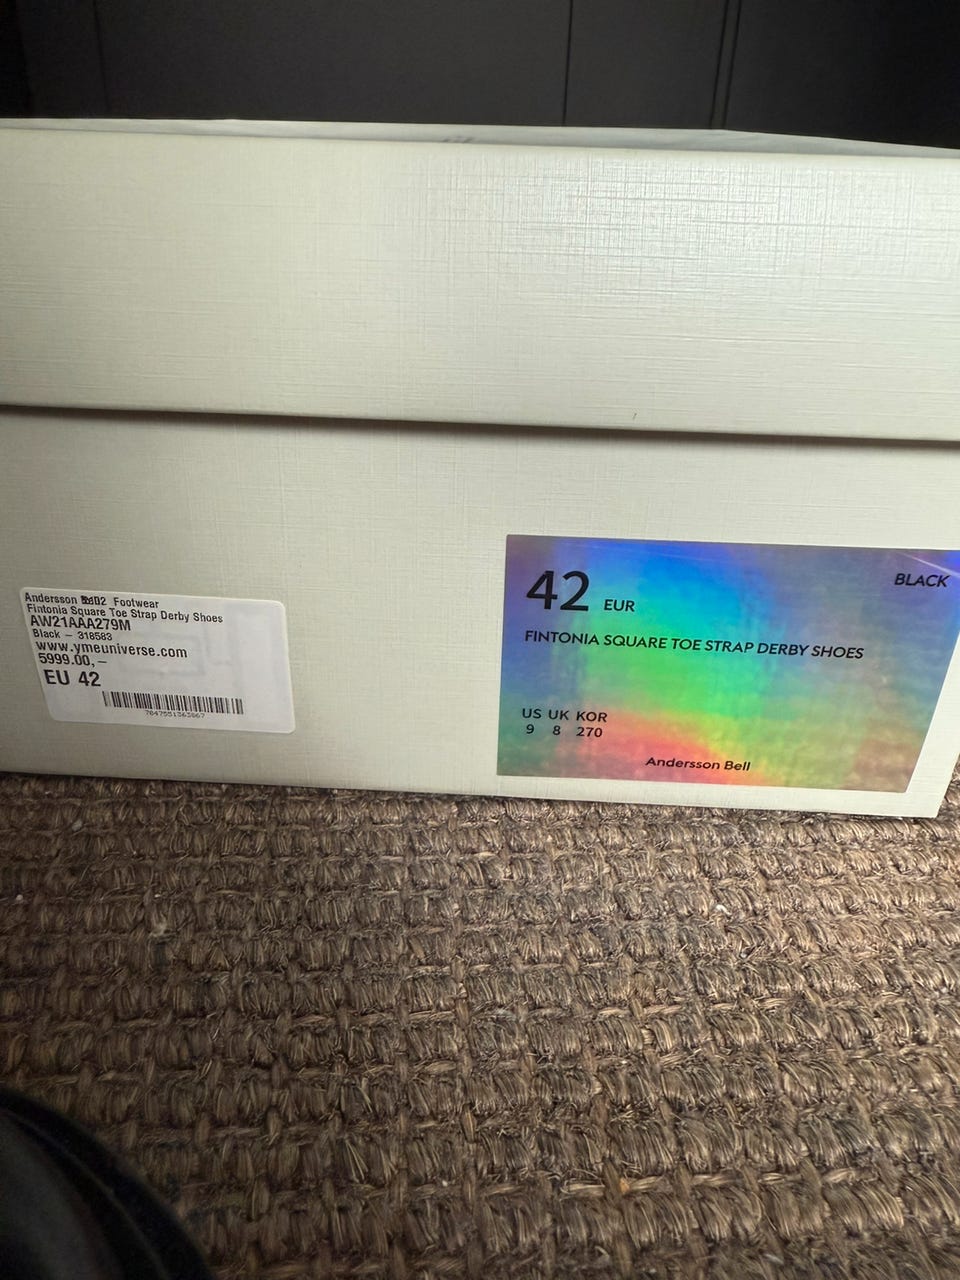 Andersson Footwear
Fintonia Square Toe Strap Derby Shoes
AW21AAA279M
Black - 318583
www.ymeuniverse.com
5999.00,-
EU 42
42 EUR
BLACK
FINTONIA SQUARE TOE STRAP DERBY SHOES
US UK KOR
9 8 270
Andersson Bell